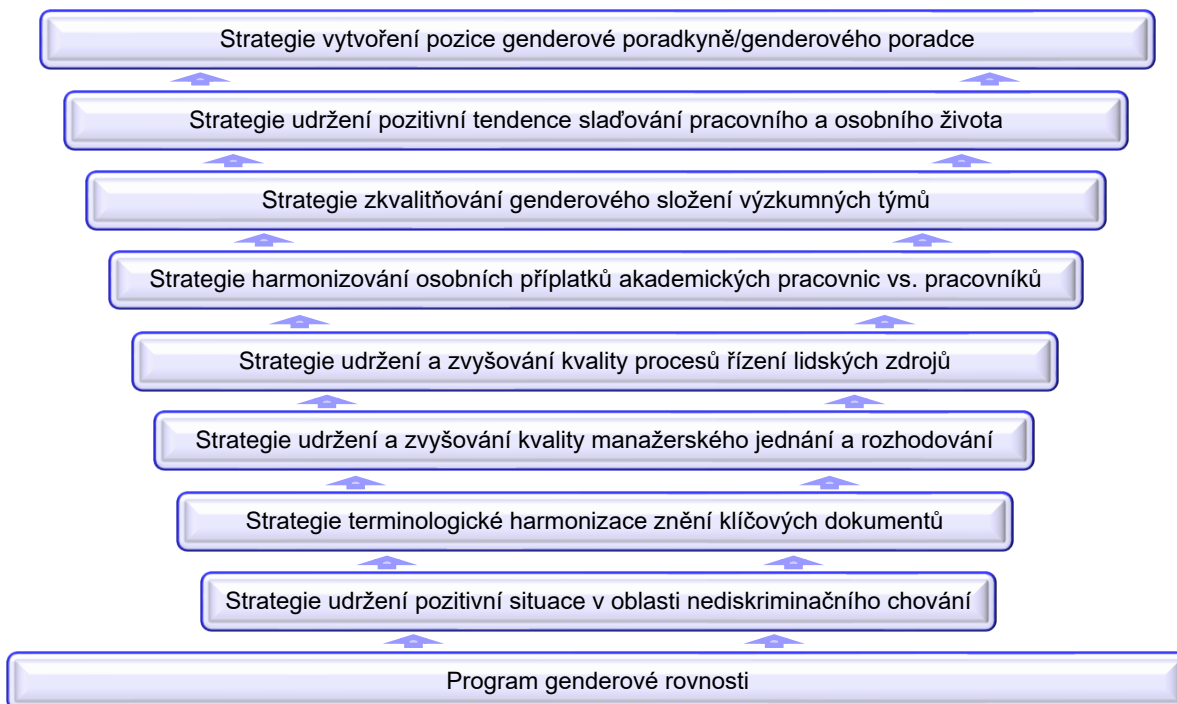 Strategie vytvoření pozice genderové poradkyně/genderového poradce
Strategie udržení pozitivní tendence slaďování pracovního a osobního života
Strategie zkvalitňování genderového složení výzkumných týmů
Strategie harmonizování osobních příplatků akademických pracovnic vs. pracovníků
Strategie udržení a zvyšování kvality procesů řízení lidských zdrojů
Strategie udržení a zvyšování kvality manažerského jednání a rozhodování
Strategie terminologické harmonizace znění klíčových dokumentů
Strategie udržení pozitivní situace v oblasti nediskriminačního chování
Program genderové rovnosti